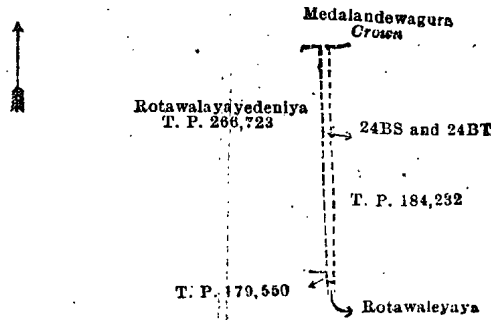 Medalandewagura
Crown
Rotawalayayedeniya
T. P. 266,723
24BS and 24BT
T. P. 184,232
T. P. 179,550
Rotawaleyaya